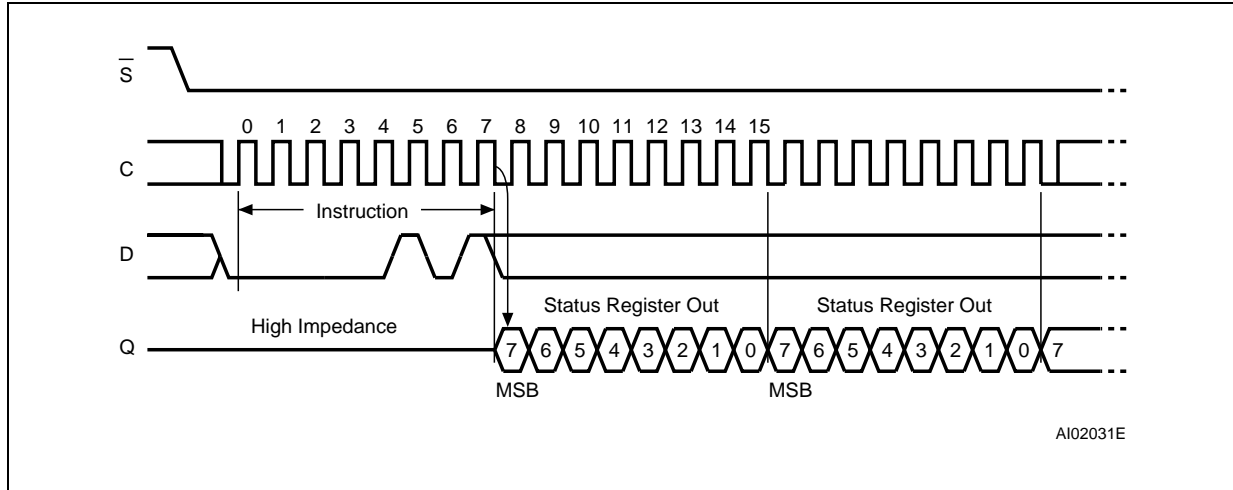 S
0 1 2 3 4 5 6 7 8 9 10 11 12 13 14 15
C
Instruction
D
Status Register Out Status Register Out
High Impedance
Q 7 6 5 4 3 2 1 0 7 6 5 4 3 2 1 0 7
MSB MSB
AI02031E